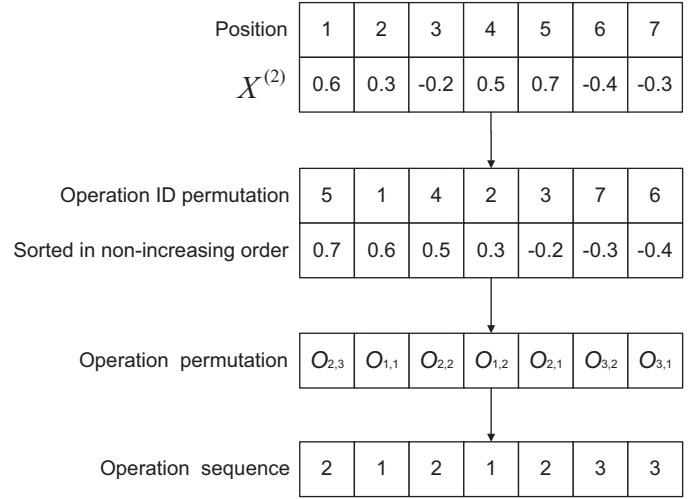 Position 1 2 3 4 5 6 7
X^(2) 0.6 0.3 -0.2 0.5 0.7 -0.4 -0.3
Operation ID permutation 5 1 4 2 3 7 6
Sorted in non-increasing order 0.7 0.6 0.5 0.3 -0.2 -0.3 -0.4
Operation permutation O2,3 O1,1 O2,2 O1,2 O2,1 O3,2 O3,1
Operation sequence 2 1 2 1 2 3 3